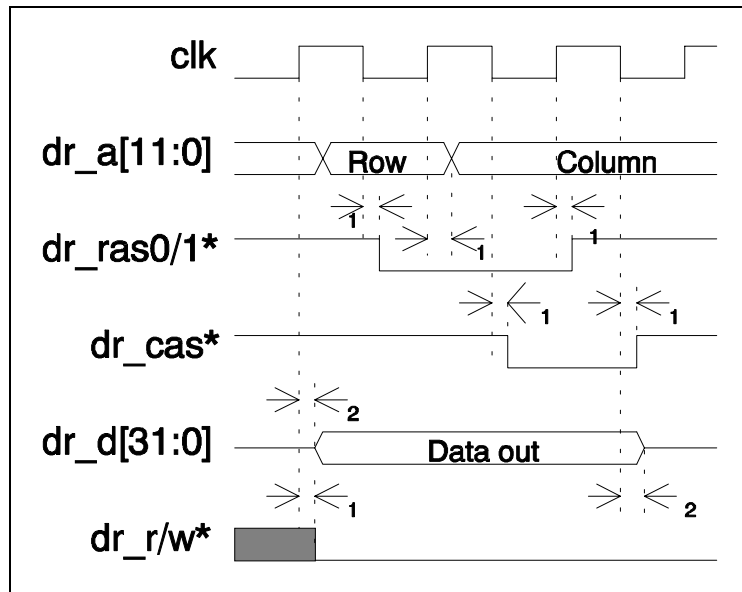 clk
dr_a[11:0] Row Column
1 1
dr_ras0/1* 1
1 1
dr_cas*
2
dr_d[31:0] Data out
1 2
dr_r/w*